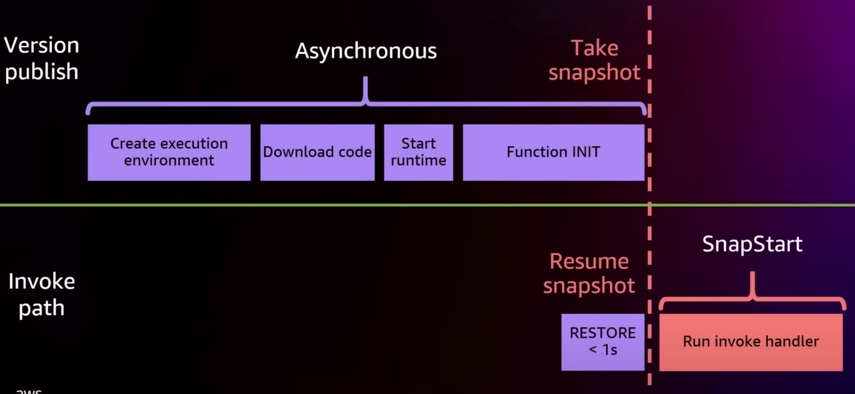 Version
publish
Asynchronous
Take
snapshot
Create execution
environment
Download code
Start
runtime
Function INIT
Invoke
path
Resume
snapshot
SnapStart
RESTORE
< 1s
Run invoke handler
aws